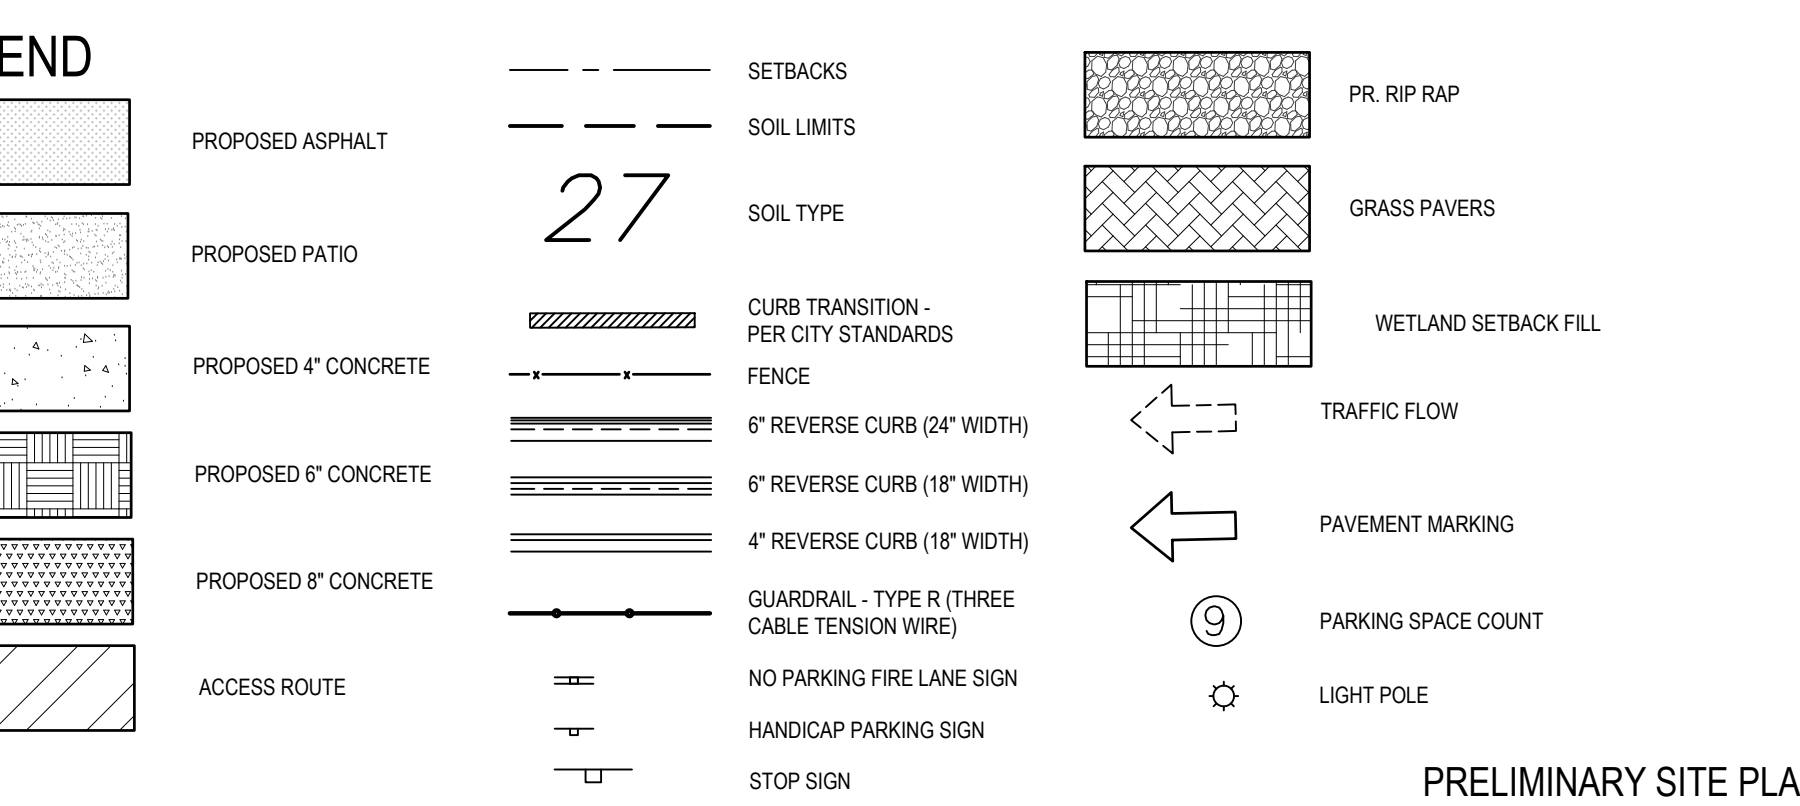 END
PROPOSED ASPHALT
PROPOSED PATIO
PROPOSED 4" CONCRETE
PROPOSED 6" CONCRETE
PROPOSED 8" CONCRETE
ACCESS ROUTE
SETBACKS
SOIL LIMITS
27
SOIL TYPE
CURB TRANSITION -
PER CITY STANDARDS
x x
FENCE
6" REVERSE CURB (24" WIDTH)
6" REVERSE CURB (18" WIDTH)
4" REVERSE CURB (18" WIDTH)
GUARDRAIL - TYPE R (THREE
CABLE TENSION WIRE)
NO PARKING FIRE LANE SIGN
HANDICAP PARKING SIGN
STOP SIGN
PR. RIP RAP
GRASS PAVERS
WETLAND SETBACK FILL
TRAFFIC FLOW
PAVEMENT MARKING
9
PARKING SPACE COUNT
LIGHT POLE
PRELIMINARY SITE PLA